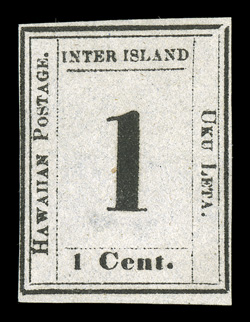 INTER ISLAND
HAWAIIAN POSTAGE.
1
UKU LETA.
1 Cent.